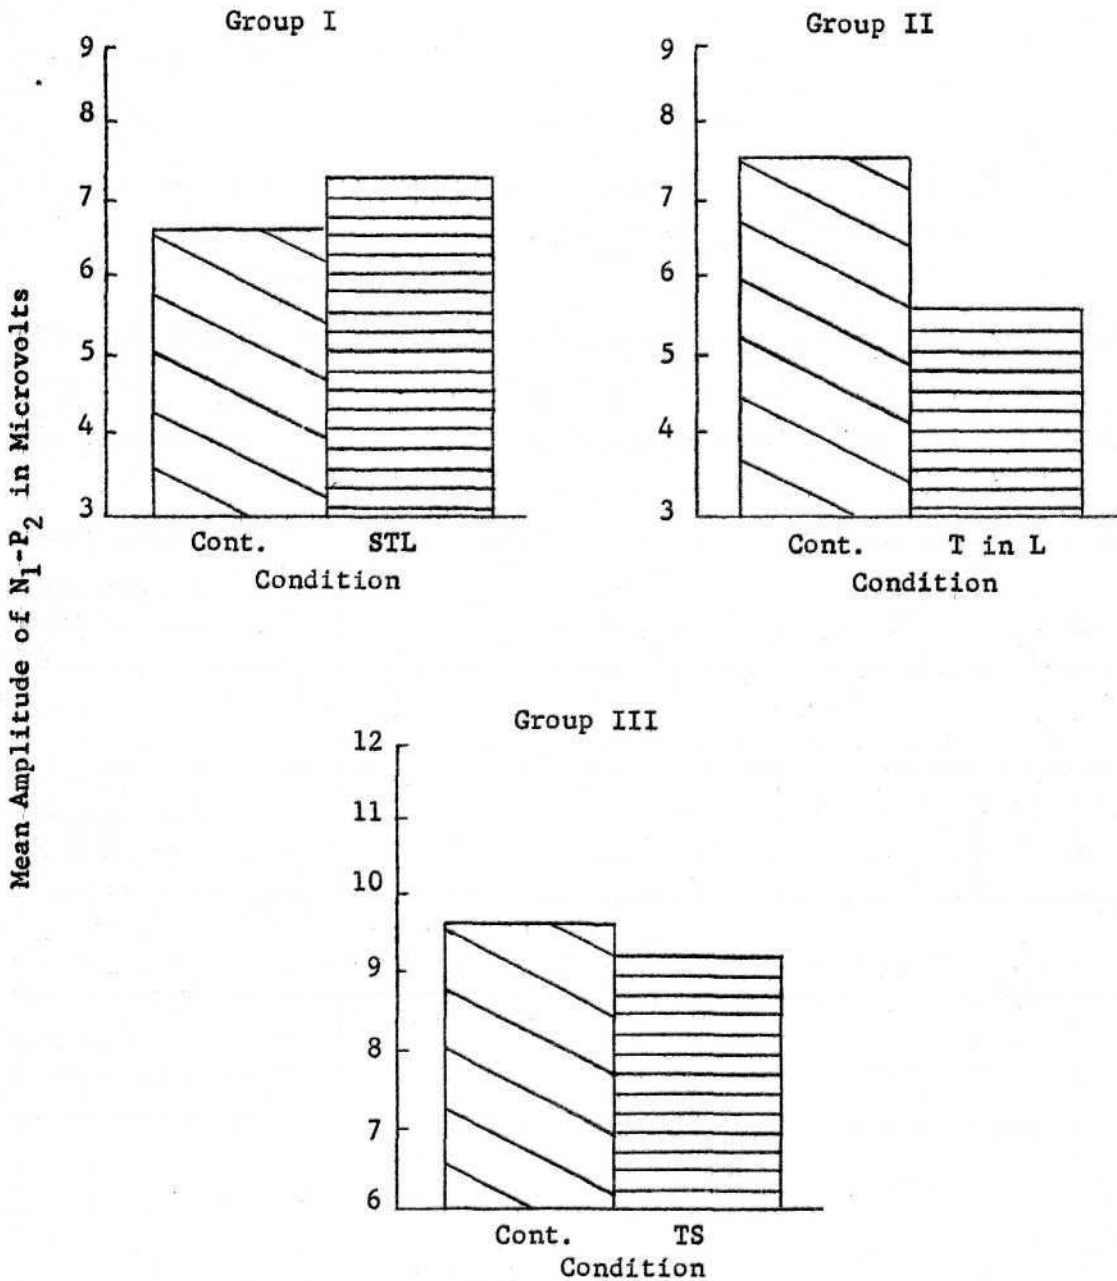 Mean Amplitude of N₁-P₂ in Microvolts
Group I
9
8
7
6
5
4
3
Cont. STL
Condition
Group II
9
8
7
6
5
4
3
Cont. T in L
Condition
Group III
12
11
10
9
8
7
6
Cont. TS
Condition